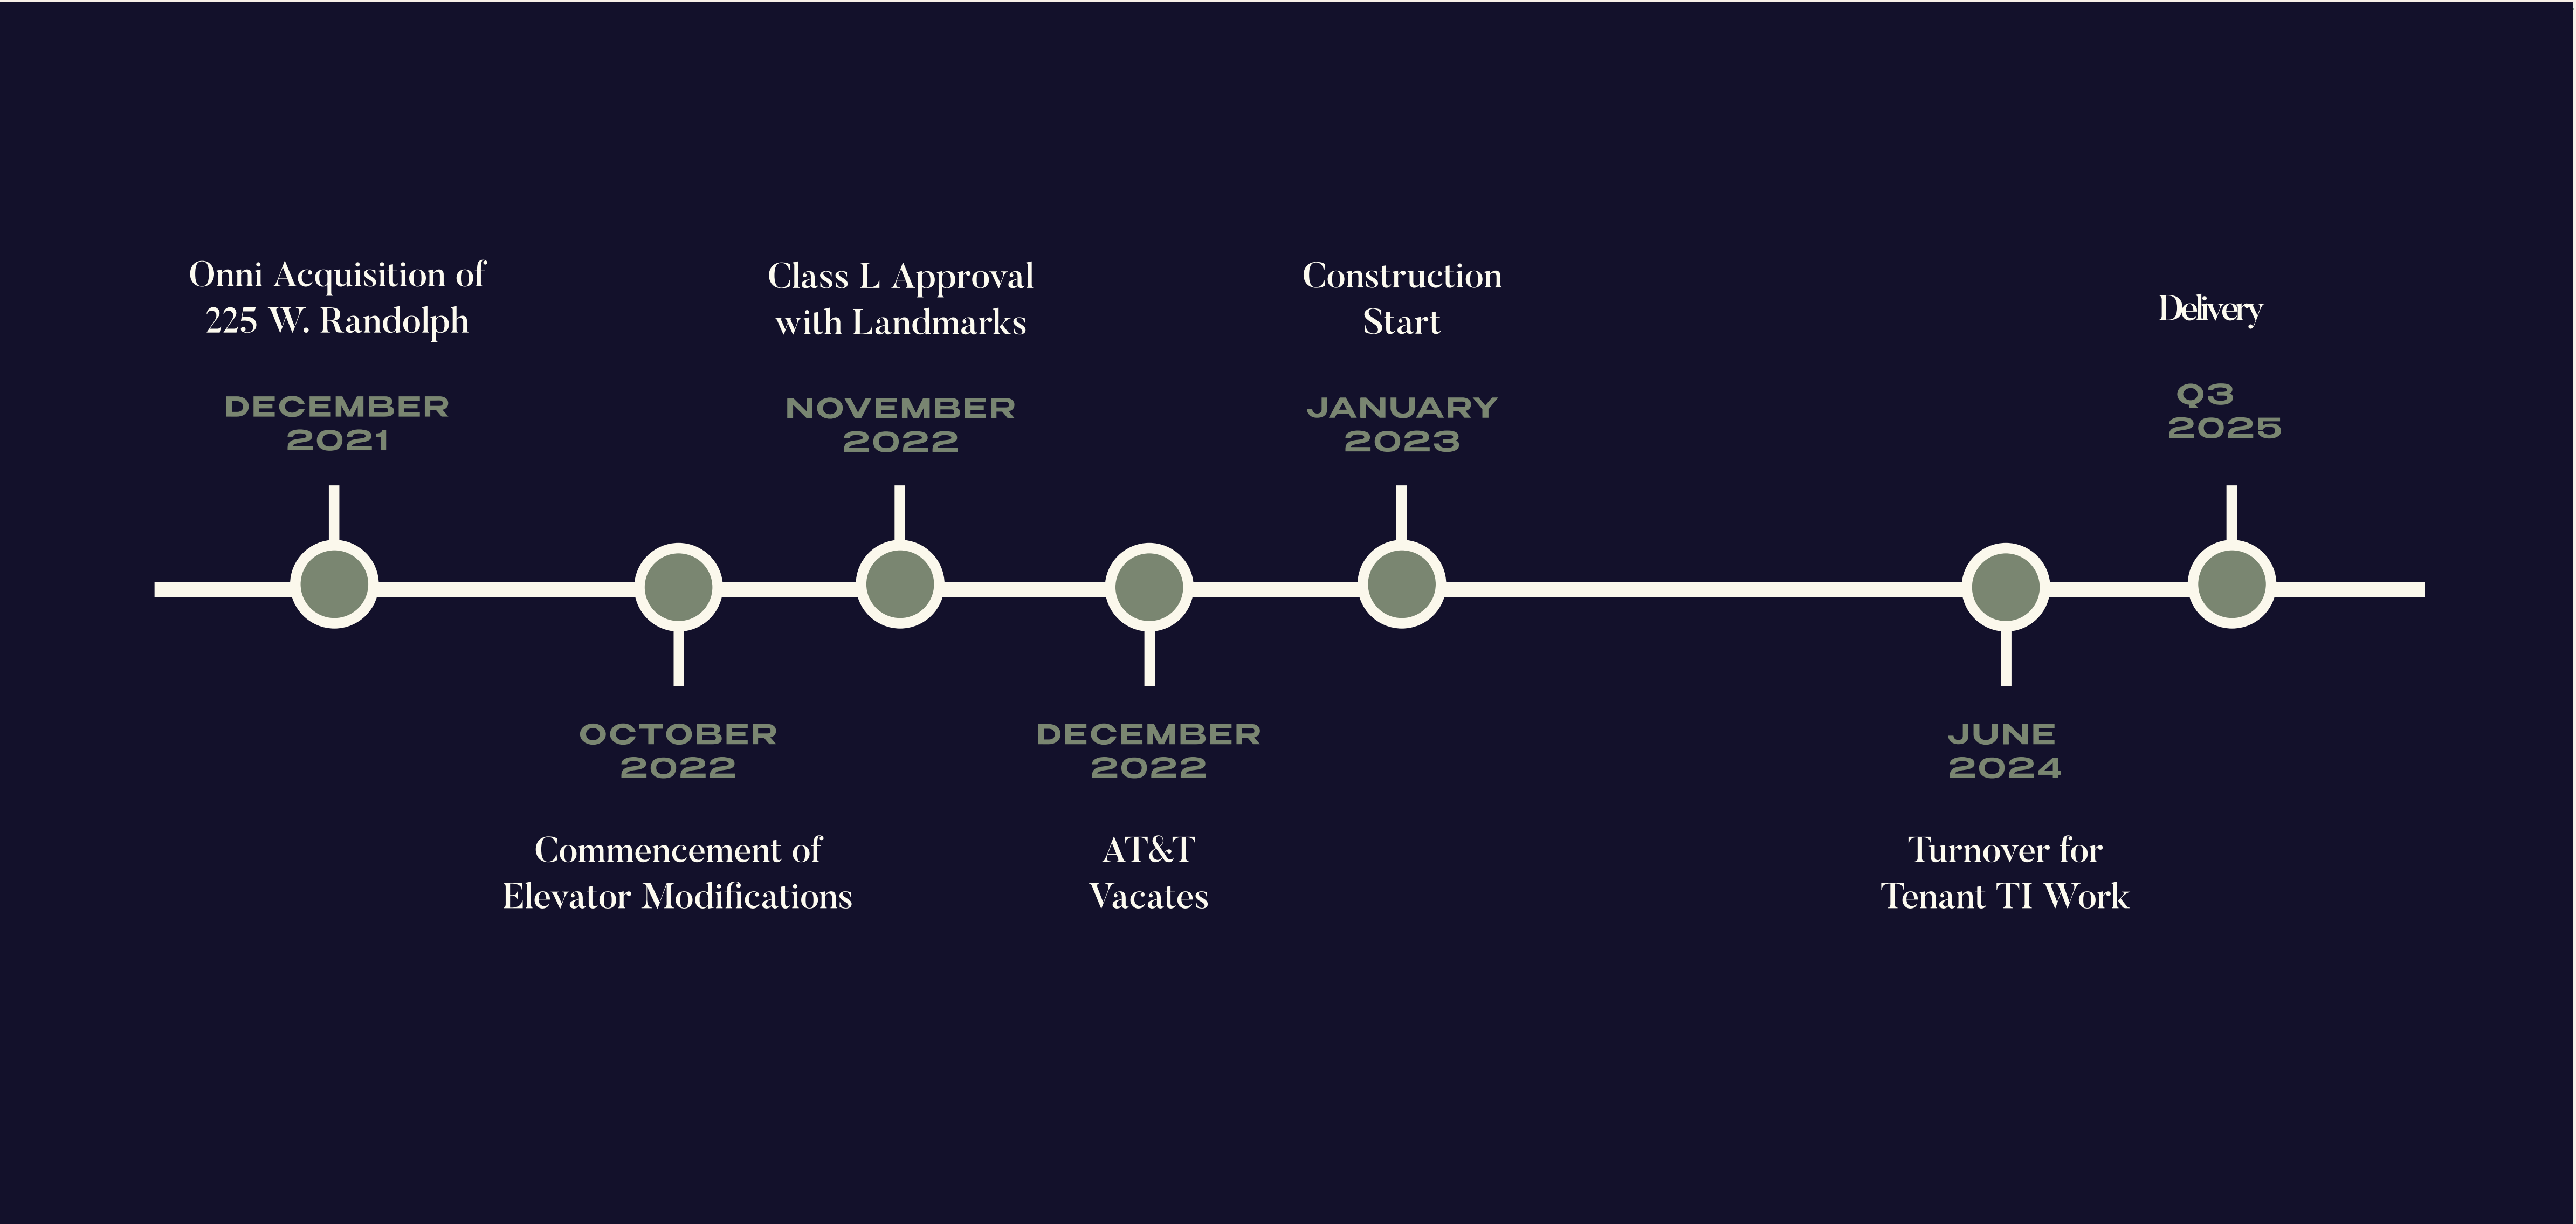 Onni Acquisition of
225 W. Randolph
DECEMBER
2021
OCTOBER
2022
Commencement of
Elevator Modifications
Class L Approval
with Landmarks
NOVEMBER
2022
DECEMBER
2022
AT&T
Vacates
Construction
Start
JANUARY
2023
JUNE
2024
Turnover for
Tenant TI Work
Delivery
Q3
2025